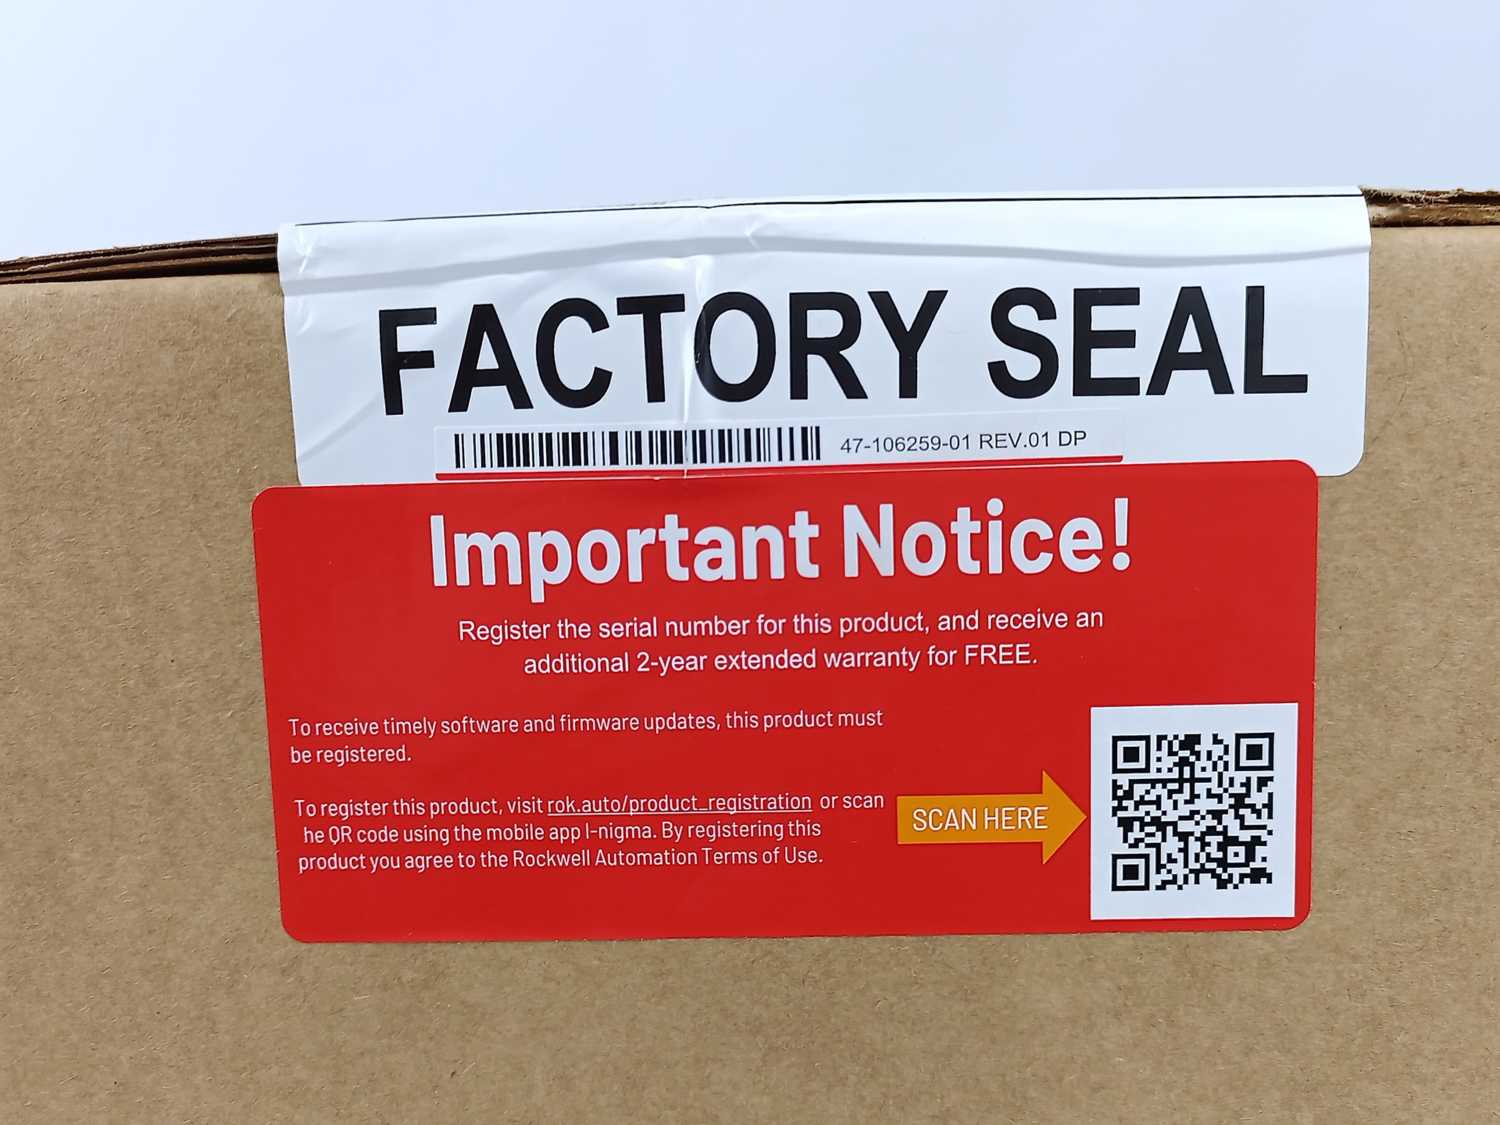 FACTORY SEAL
47-106259-01 REV.01 DP
Important Notice!
Register the serial number for this product, and receive an
additional 2-year extended warranty for FREE.
To receive timely software and firmware updates, this product must
be registered.
To register this product, visit rok.auto/product_registration or scan
he QR code using the mobile app I-nigma. By registering this
product you agree to the Rockwell Automation Terms of Use.
SCAN HERE